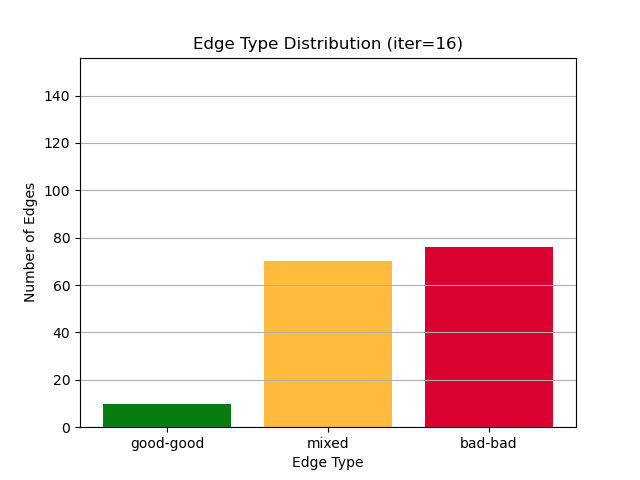 Edge Type Distribution (iter=16)
Number of Edges
140
120
100
80
60
40
20
0
good-good mixed bad-bad
Edge Type